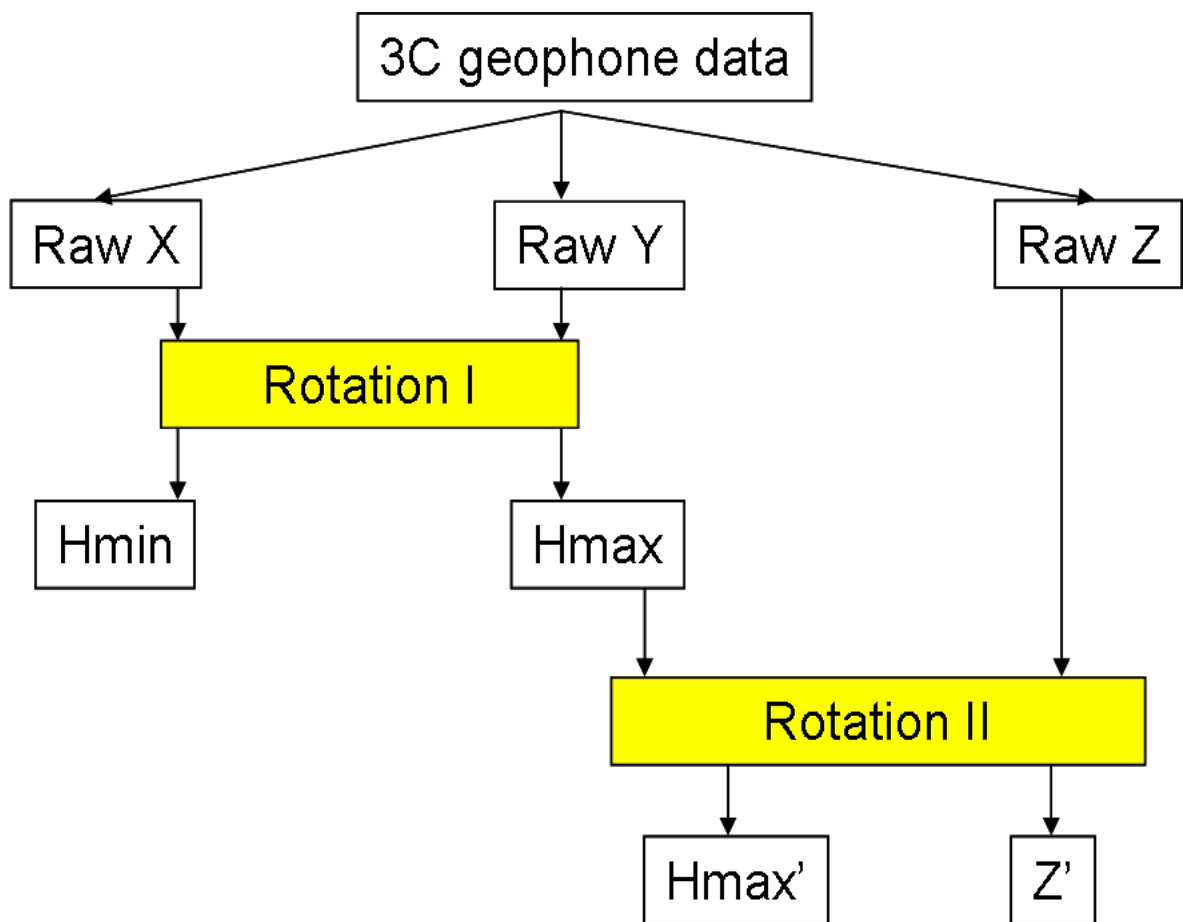 3C geophone data
Raw X
Raw Y
Raw Z
Rotation I
Hmin
Hmax
Rotation II
Hmax’
Z’